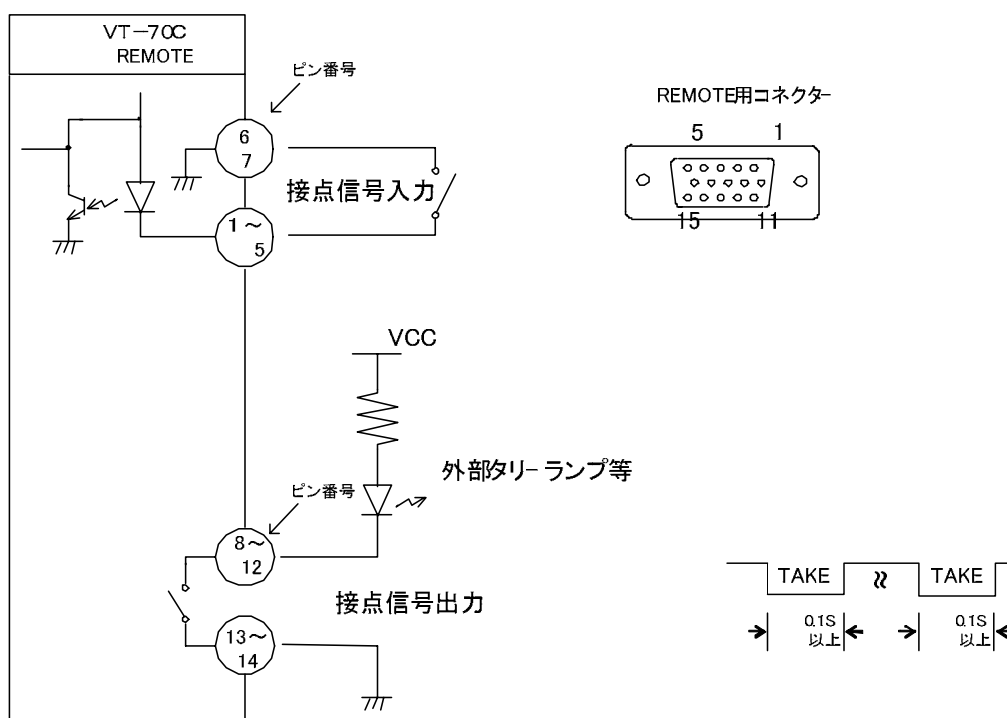 VT-70C
REMOTE
ピン番号
6
7
接点信号入力
1～
5
REMOTE用コネクター
5 1
15 11
VCC
外部タリーランプ等
ピン番号
8～
12
接点信号出力
13～
14
TAKE TAKE
0.1S
以上
0.1S
以上